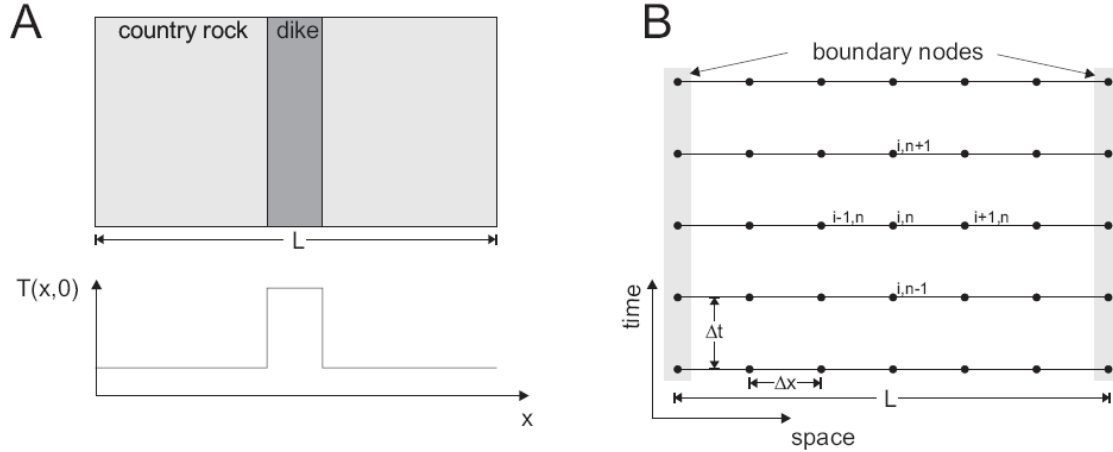 A
country rock
dike
L
T(x,0)
x
B
boundary nodes
i,n+1
i-1,n
i,n
i+1,n
i,n-1
time
Δt
Δx
L
space